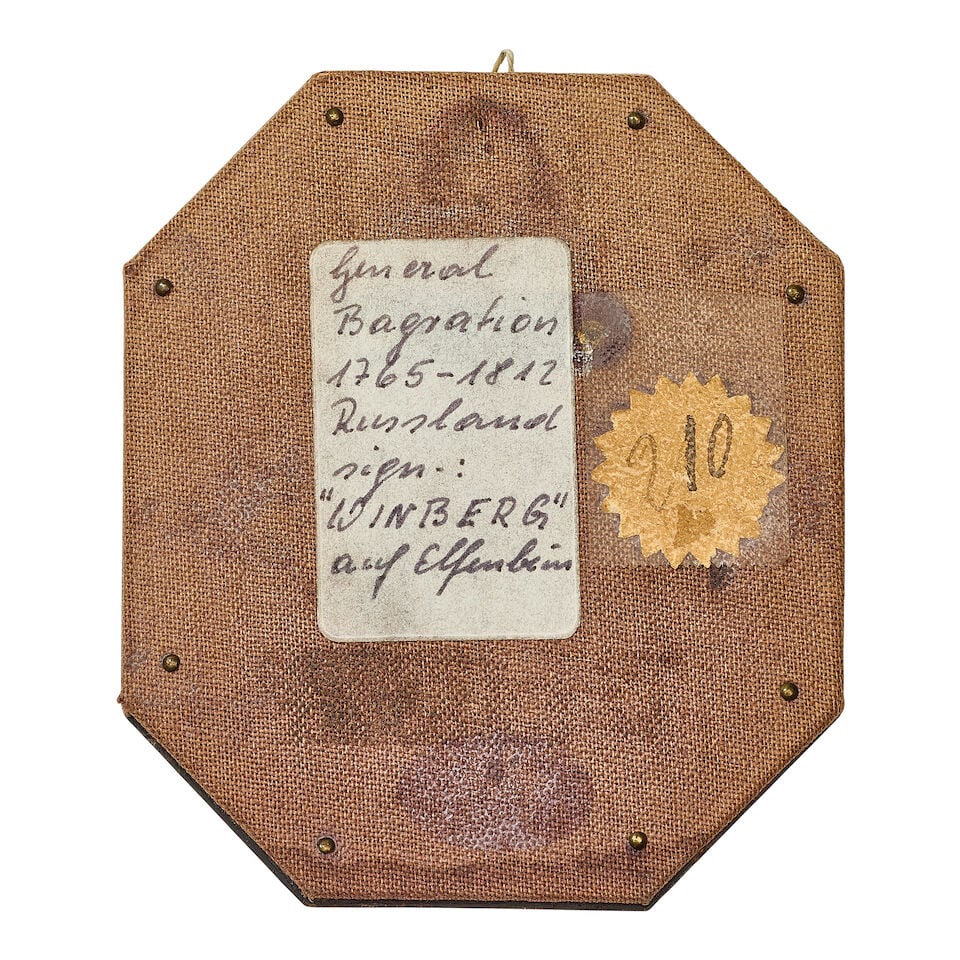 General
Bagration
1765-1812
Russland
sign.:
"WINBERG"
auf Elfenbein
210